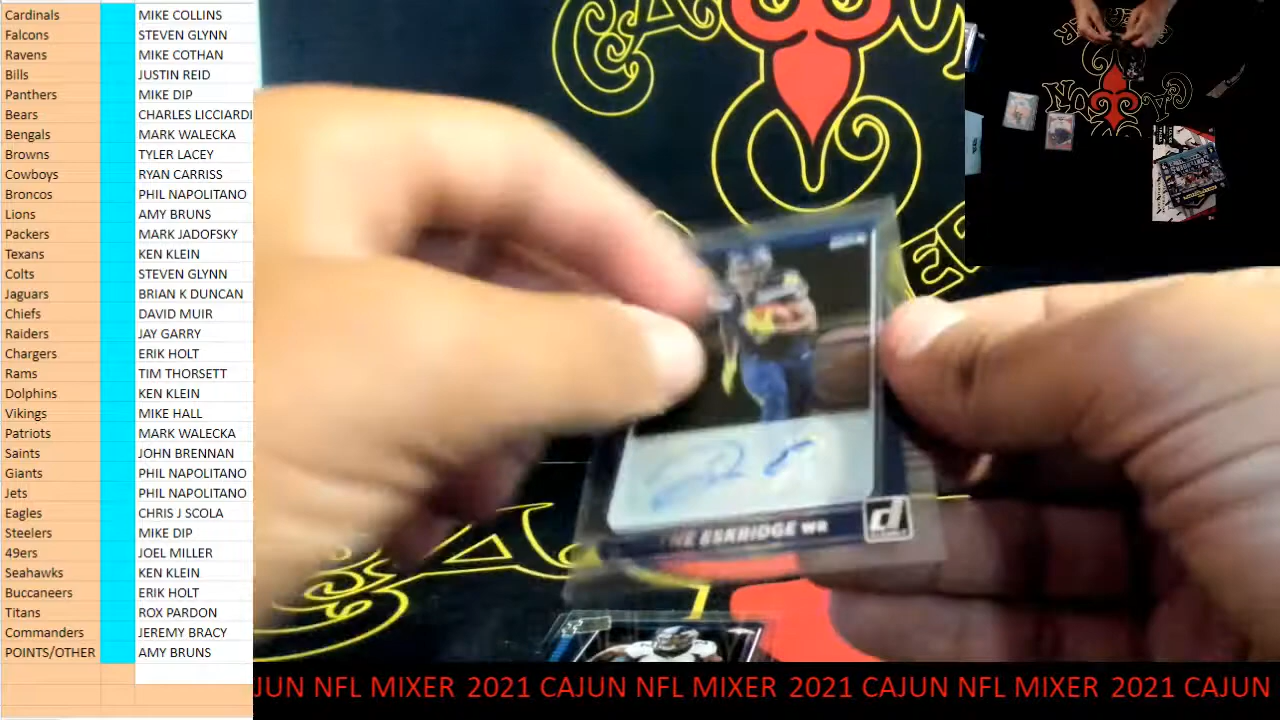 Cardinals MIKE COLLINS
Falcons STEVEN GLYNN
Ravens MIKE COTHAN
Bills JUSTIN REID
Panthers MIKE DIP
Bears CHARLES LICCIARDI
Bengals MARK WALECKA
Browns TYLER LACEY
Cowboys RYAN CARRISS
Broncos PHIL NAPOLITANO
Lions AMY BRUNS
Packers MARK JADOFSKY
Texans KEN KLEIN
Colts STEVEN GLYNN
Jaguars BRIAN K DUNCAN
Chiefs DAVID MUIR
Raiders JAY GARRY
Chargers ERIK HOLT
Rams TIM THORSETT
Dolphins KEN KLEIN
Vikings MIKE HALL
Patriots MARK WALECKA
Saints JOHN BRENNAN
Giants PHIL NAPOLITANO
Jets PHIL NAPOLITANO
Eagles CHRIS J SCOLA
Steelers MIKE DIP
49ers JOEL MILLER
Seahawks KEN KLEIN
Buccaneers ERIK HOLT
Titans ROX PARDON
Commanders JEREMY BRACY
POINTS/OTHER AMY BRUNS
ESKRIDGE WR
d
JUN NFL MIXER 2021 CAJUN NFL MIXER 2021 CAJUN NFL MIXER 2021 CAJUN